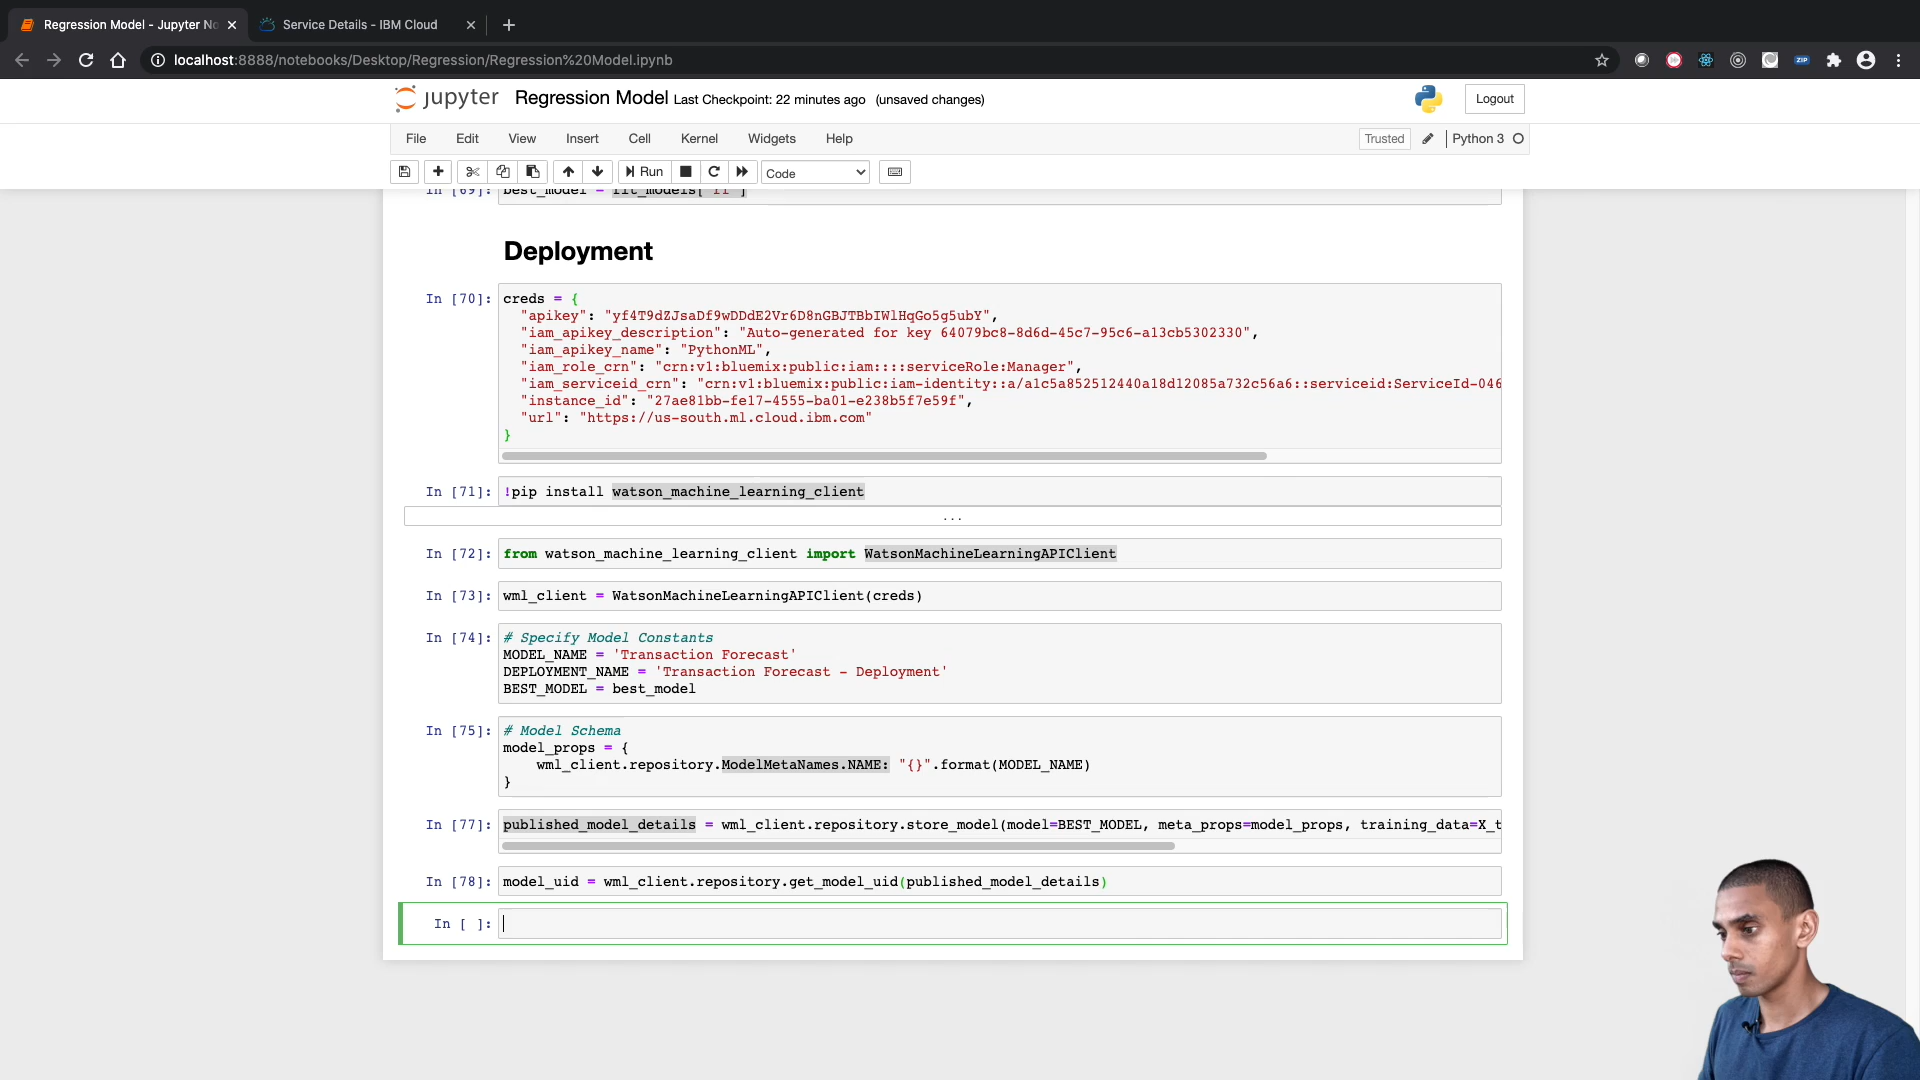 Regression Model - Jupyter No
Service Details - IBM Cloud
localhost:8888/notebooks/Desktop/Regression/Regression%20Model.ipynb
ZIP
jupyter Regression Model Last Checkpoint: 22 minutes ago (unsaved changes)
Logout
File Edit View Insert Cell Kernel Widgets Help
Trusted Python 3
Run
Code
In [69]: best_model = fit_models['rf']
Deployment
In [70]: creds = {
"apikey": "yf4T9dZJsaDf9wDDdE2Vr6D8nGBJTBbIWlHqGo5g5ubY",
"iam_apikey_description": "Auto-generated for key 64079bc8-8d6d-45c7-95c6-a13cb5302330",
"iam_apikey_name": "PythonML",
"iam_role_crn": "crn:v1:bluemix:public:iam::::serviceRole:Manager",
"iam_serviceid_crn": "crn:v1:bluemix:public:iam-identity::a/a1c5a852512440a18d12085a732c56a6::serviceid:ServiceId-046
"instance_id": "27ae81bb-fe17-4555-ba01-e238b5f7e59f",
"url": "https://us-south.ml.cloud.ibm.com"
}
In [71]: !pip install watson_machine_learning_client
...
In [72]: from watson_machine_learning_client import WatsonMachineLearningAPIClient
In [73]: wml_client = WatsonMachineLearningAPIClient(creds)
In [74]: # Specify Model Constants
MODEL_NAME = 'Transaction Forecast'
DEPLOYMENT_NAME = 'Transaction Forecast - Deployment'
BEST_MODEL = best_model
In [75]: # Model Schema
model_props = {
wml_client.repository.ModelMetaNames.NAME: "{}".format(MODEL_NAME)
}
In [77]: published_model_details = wml_client.repository.store_model(model=BEST_MODEL, meta_props=model_props, training_data=X_t
In [78]: model_uid = wml_client.repository.get_model_uid(published_model_details)
In [ ]: